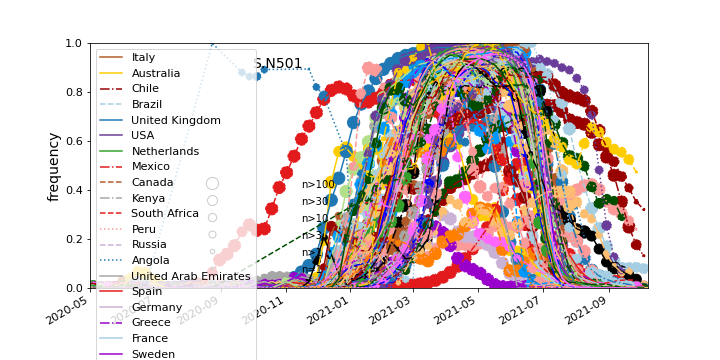 S.N501
frequency
1.0
0.8
0.6
0.4
0.2
0.0
Italy
Australia
Chile
Brazil
United Kingdom
USA
Netherlands
Mexico
Canada
Kenya
South Africa
Peru
Russia
Angola
United Arab Emirates
Spain
Germany
Greece
France
Sweden
n>100
n>30
n>10
n>3
2020-05
2020-09
2020-11
2021-01
2021-03
2021-05
2021-07
2021-09